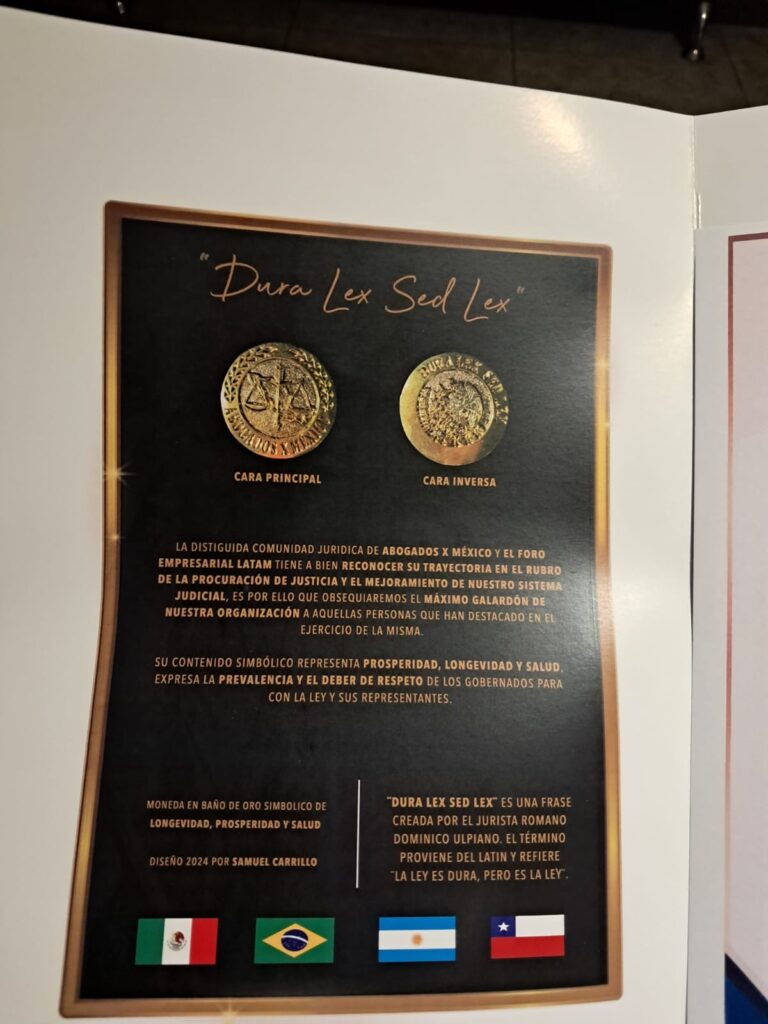 "Dura Lex Sed Lex"
ABOGADOS X MEXICO
DURA LEX SED LEX
CARA PRINCIPAL
CARA INVERSA
LA DISTIGUIDA COMUNIDAD JURIDICA DE ABOGADOS X MÉXICO Y EL FORO
EMPRESARIAL LATAM TIENE A BIEN RECONOCER SU TRAYECTORIA EN EL RUBRO
DE LA PROCURACIÓN DE JUSTICIA Y EL MEJORAMIENTO DE NUESTRO SISTEMA
JUDICIAL, ES POR ELLO QUE OBSEQUIAREMOS EL MÁXIMO GALARDÓN DE
NUESTRA ORGANIZACIÓN A AQUELLAS PERSONAS QUE HAN DESTACADO EN EL
EJERCICIO DE LA MISMA.
SU CONTENIDO SIMBÓLICO REPRESENTA PROSPERIDAD, LONGEVIDAD Y SALUD,
EXPRESA LA PREVALENCIA Y EL DEBER DE RESPETO DE LOS GOBERNADOS PARA
CON LA LEY Y SUS REPRESENTANTES.
MONEDA EN BAÑO DE ORO SIMBOLICO DE
LONGEVIDAD, PROSPERIDAD Y SALUD
DISEÑO 2024 POR SAMUEL CARRILLO
"DURA LEX SED LEX" ES UNA FRASE
CREADA POR EL JURISTA ROMANO
DOMINICO ULPIANO. EL TÉRMINO
PROVIENE DEL LATIN Y REFIERE
"LA LEY ES DURA, PERO ES LA LEY".